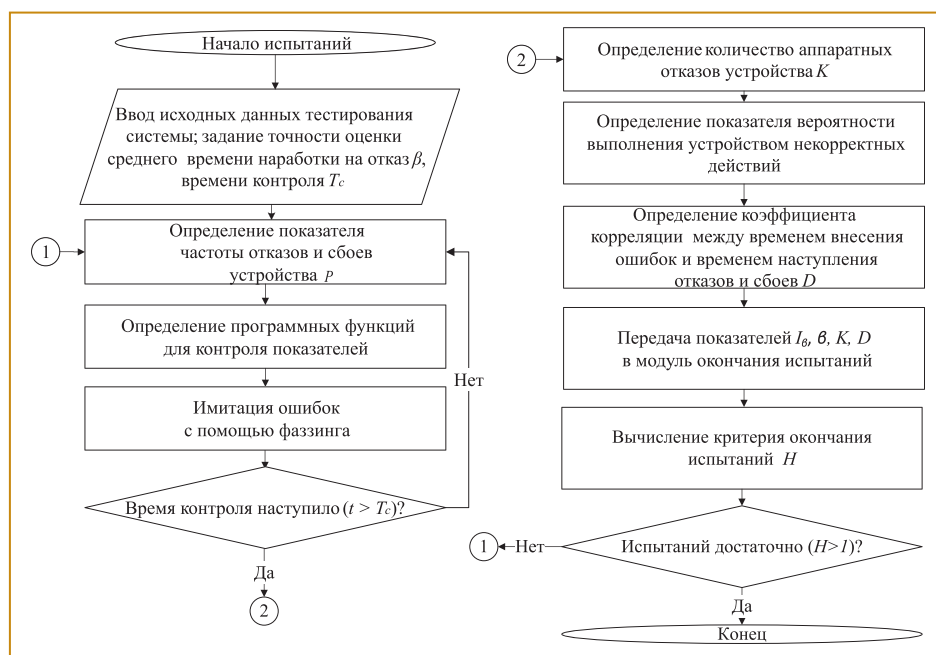 Начало испытаний
Ввод исходных данных тестирования
системы; задание точности оценки
среднего времени наработки на отказ β,
времени контроля Tc
1
Определение показателя
частоты отказов и сбоев
устройства p
Определение программных функций
для контроля показателей
Нет
Имитация ошибок
с помощью фаззинга
Время контроля наступило (t > Tc)?
Да
2
2
Определение количество аппаратных
отказов устройства K
Определение показателя вероятности
выполнения устройством некорректных
действий
Определение коэффициента
корреляции между временем внесения
ошибок и временем наступления
отказов и сбоев D
Передача показателей Iв, в, K, D
в модуль окончания испытаний
Вычисление критерия окончания
испытаний H
1
Нет
Испытаний достаточно (H>1)?
Да
Конец